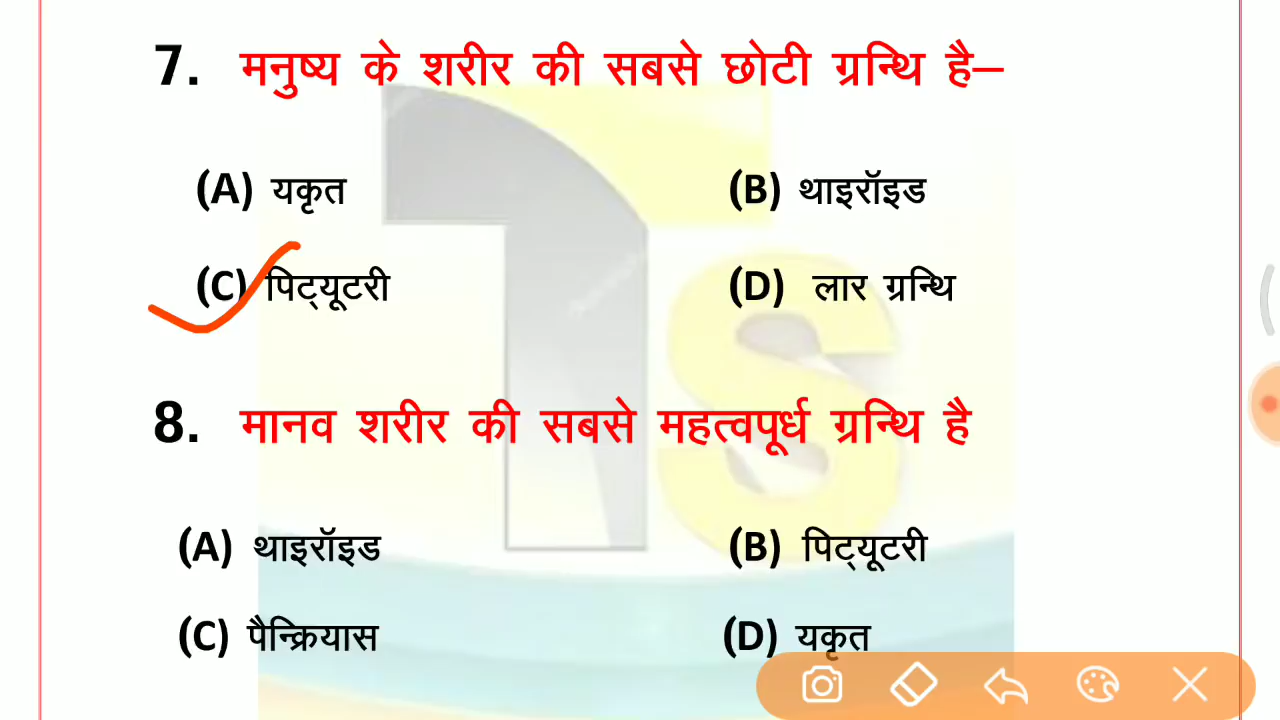 7. मनुष्य के शरीर की सबसे छोटी ग्रन्थि है–
(A) यकृत (B) थाइरॉइड
(C) पिट्यूटरी (D) लार ग्रन्थि
8. मानव शरीर की सबसे महत्वपूर्ध ग्रन्थि है
(A) थाइरॉइड (B) पिट्यूटरी
(C) पैन्क्रियास (D) यकृत